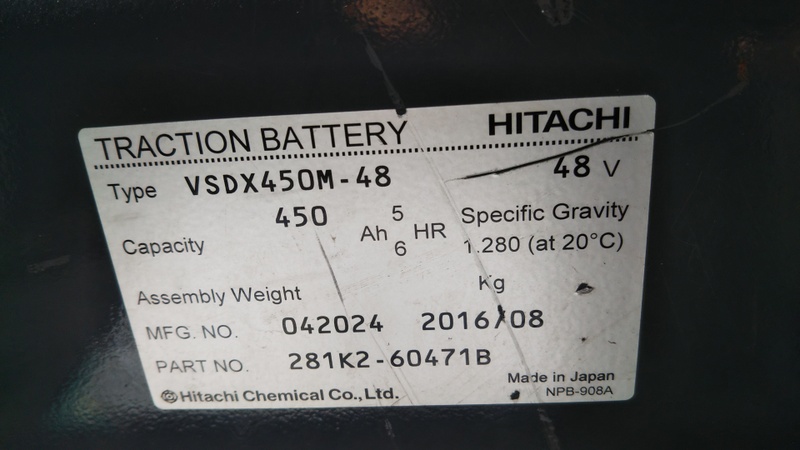 TRACTION BATTERY HITACHI
Type VSDX450M-48 48 V
Capacity 450 Ah 5 HR Specific Gravity
6 1.280 (at 20°C)
Assembly Weight Kg
MFG. NO. 042024 2016/08
PART NO. 281K2-60471B
Made in Japan
Hitachi Chemical Co.,Ltd. NPB-908A